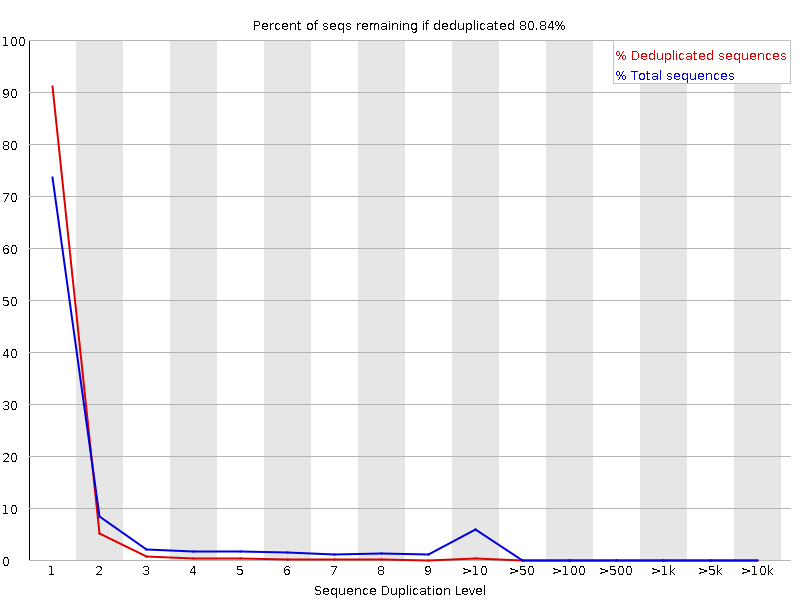 Percent of seqs remaining if deduplicated 80.84%
% Deduplicated sequences
% Total sequences
100
90
80
70
60
50
40
30
20
10
0
1 2 3 4 5 6 7 8 9 >10 >50 >100 >500 >1k >5k >10k
Sequence Duplication Level